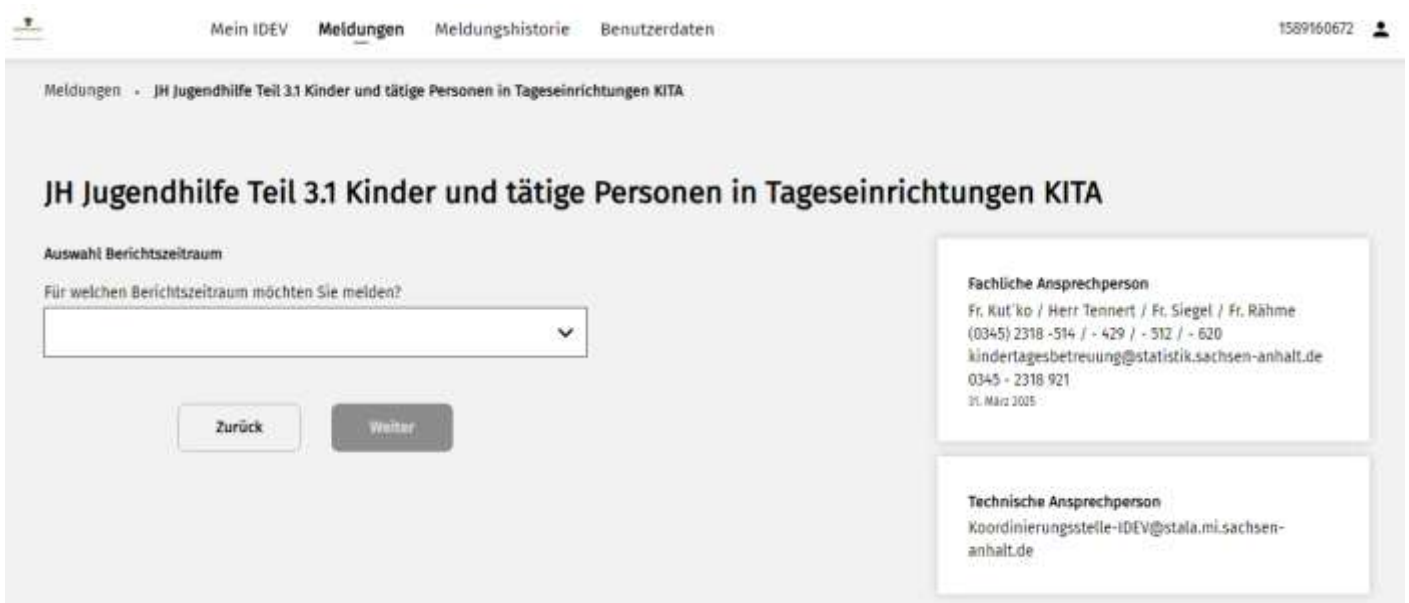 Mein IDEV Meldungen Meldungshistorie Benutzerdaten 1589160672
Meldungen • JH Jugendhilfe Teil 3.1 Kinder und tätige Personen in Tageseinrichtungen KITA
JH Jugendhilfe Teil 3.1 Kinder und tätige Personen in Tageseinrichtungen KITA
Auswahl Berichtszeitraum
Für welchen Berichtszeitraum möchten Sie melden?
Zurück Weiter
Fachliche Ansprechperson
Fr. Kut´ko / Herr Tennert / Fr. Siegel / Fr. Rähme
(0345) 2318 -514 / - 429 / - 512 / - 620
kindertagesbetreuung@statistik.sachsen-anhalt.de
0345 - 2318 921
31. März 2025
Technische Ansprechperson
Koordinierungsstelle-IDEV@stala.mi.sachsen-
anhalt.de